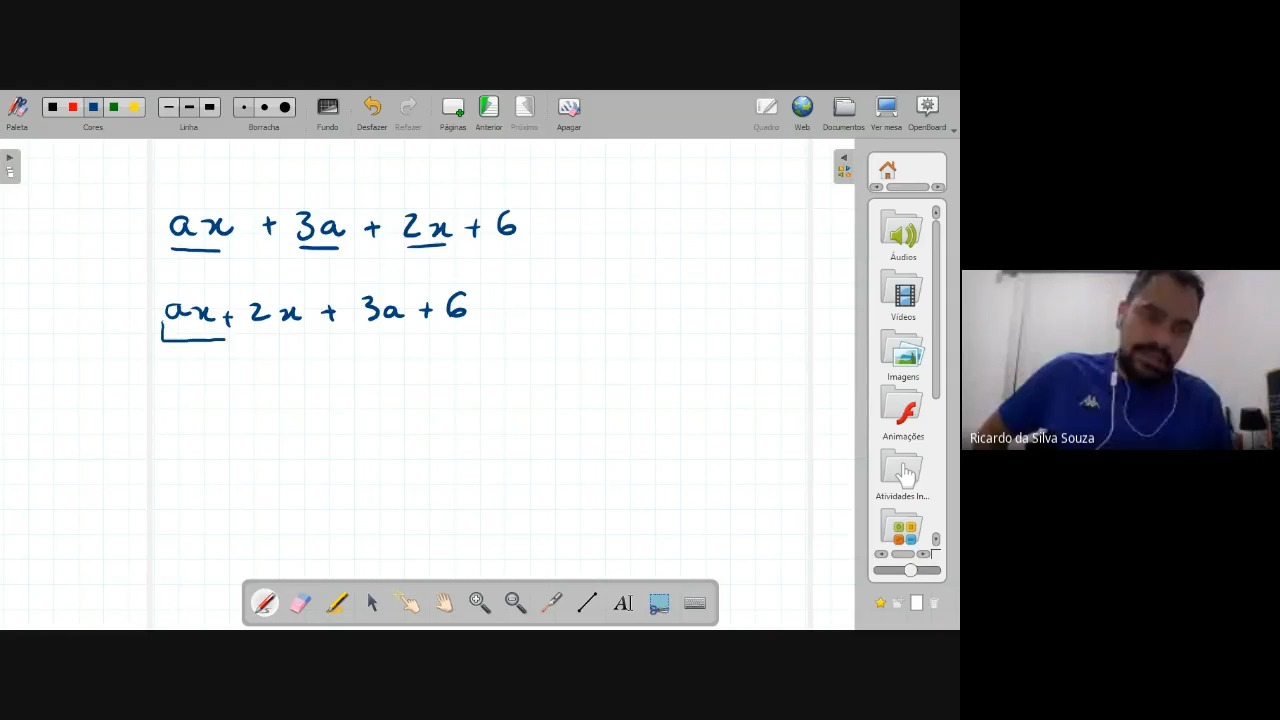 Paleta Cores Linha Borracha Fundo Desfazer Refazer Páginas Anterior Próximo Apagar Quadro Web Documentos Ver mesa OpenBoard
ax + 3a + 2x + 6
ax + 2x + 3a + 6
Áudios
Vídeos
Imagens
Animações
Atividades In...
AI
Ricardo da Silva Souza